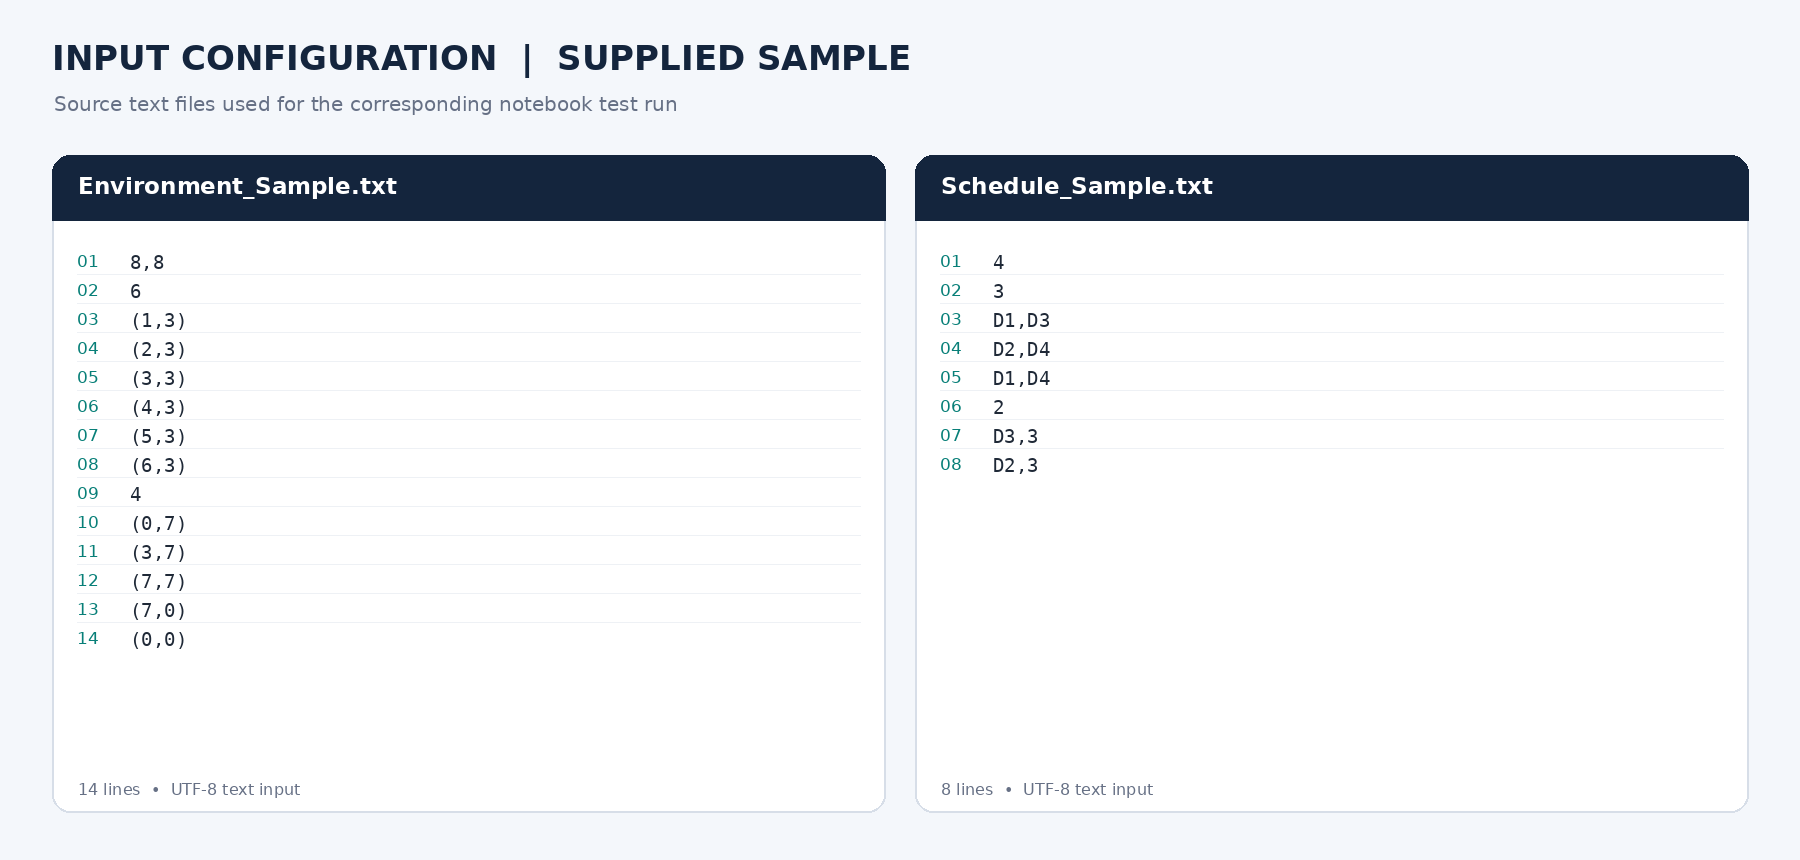 INPUT CONFIGURATION | SUPPLIED SAMPLE
Source text files used for the corresponding notebook test run
Environment_Sample.txt
01 8,8
02 6
03 (1,3)
04 (2,3)
05 (3,3)
06 (4,3)
07 (5,3)
08 (6,3)
09 4
10 (0,7)
11 (3,7)
12 (7,7)
13 (7,0)
14 (0,0)
14 lines • UTF-8 text input
Schedule_Sample.txt
01 4
02 3
03 D1,D3
04 D2,D4
05 D1,D4
06 2
07 D3,3
08 D2,3
8 lines • UTF-8 text input